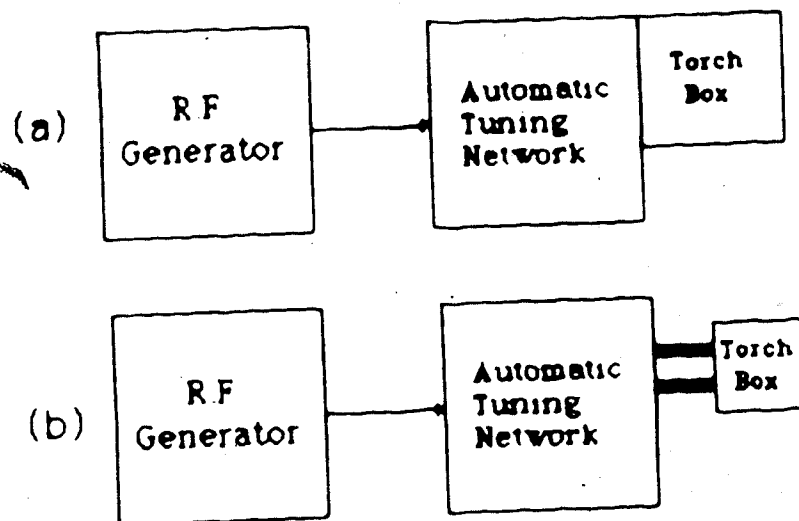 (a)
R.F
Generator
Automatic
Tuning
Network
Torch
Box
(b)
R.F
Generator
Automatic
Tuning
Network
Torch
Box